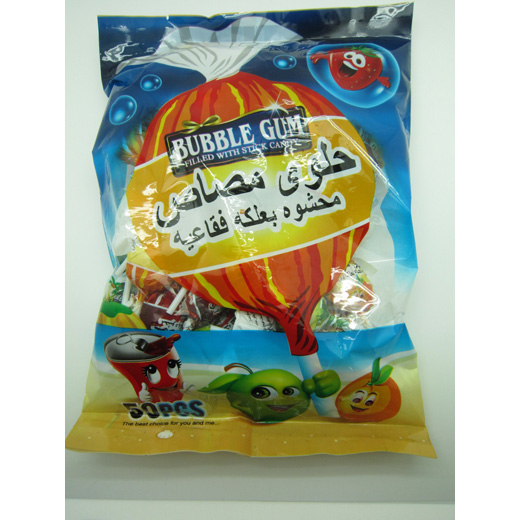 BUBBLE GUM
FILLED WITH STICK CANDY
حلوى مصاص
محشوه بعلكه فقاعيه
50PCS
The best choice for you and me...